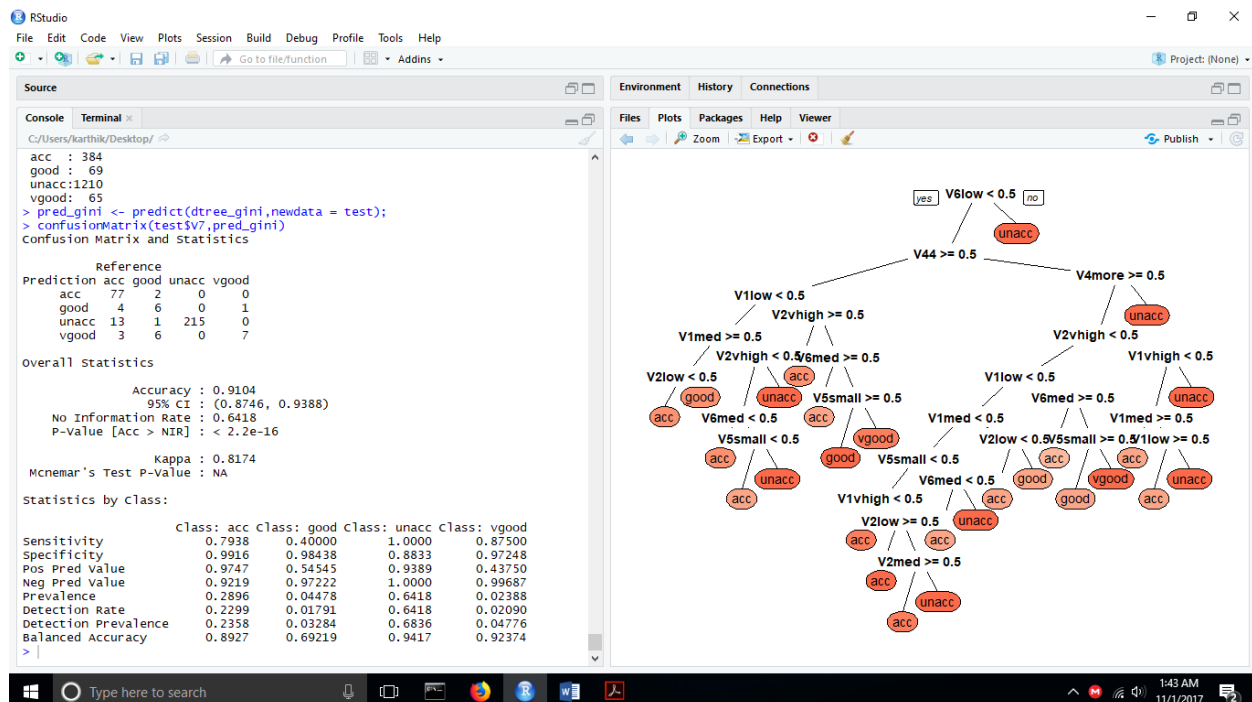 RStudio
File Edit Code View Plots Session Build Debug Profile Tools Help
Go to file/function Addins Project: (None)
Source
Console Terminal
C:/Users/karthik/Desktop/
acc : 384
good : 69
unacc:1210
vgood: 65
> pred_gini <- predict(dtree_gini,newdata = test);
> confusionMatrix(test$V7,pred_gini)
Confusion Matrix and Statistics
Reference
Prediction acc good unacc vgood
acc 77 2 0 0
good 4 6 0 1
unacc 13 1 215 0
vgood 3 6 0 7
Overall Statistics
Accuracy : 0.9104
95% CI : (0.8746, 0.9388)
No Information Rate : 0.6418
P-Value [Acc > NIR] : < 2.2e-16
Kappa : 0.8174
Mcnemar's Test P-Value : NA
Statistics by Class:
Class: acc Class: good Class: unacc Class: vgood
Sensitivity 0.7938 0.40000 1.0000 0.87500
Specificity 0.9916 0.98438 0.8833 0.97248
Pos Pred Value 0.9747 0.54545 0.9389 0.43750
Neg Pred Value 0.9219 0.97222 1.0000 0.99687
Prevalence 0.2896 0.04478 0.6418 0.02388
Detection Rate 0.2299 0.01791 0.6418 0.02090
Detection Prevalence 0.2358 0.03284 0.6836 0.04776
Balanced Accuracy 0.8927 0.69219 0.9417 0.92374
>
Environment History Connections
Files Plots Packages Help Viewer
Zoom Export Publish
yes V6low < 0.5 no
unacc
V44 >= 0.5
V4more >= 0.5
V1low < 0.5
V2vhigh >= 0.5 unacc
V1med >= 0.5 V2vhigh < 0.5
V2vhigh < 0.5 V6med >= 0.5 V1vhigh < 0.5
V2low < 0.5 acc V1low < 0.5
good unacc V5small >= 0.5 V6med >= 0.5 unacc
acc V6med < 0.5 acc V1med < 0.5 V1med >= 0.5
V5small < 0.5 vgood V2low < 0.5 V5small >= 0.5 V1low >= 0.5
acc good V5small < 0.5 acc acc
unacc V6med < 0.5 good vgood unacc
acc V1vhigh < 0.5 acc good acc
V2low >= 0.5 unacc
acc acc
V2med >= 0.5
acc
unacc
acc
Type here to search
1:43 AM
11/1/2017
2